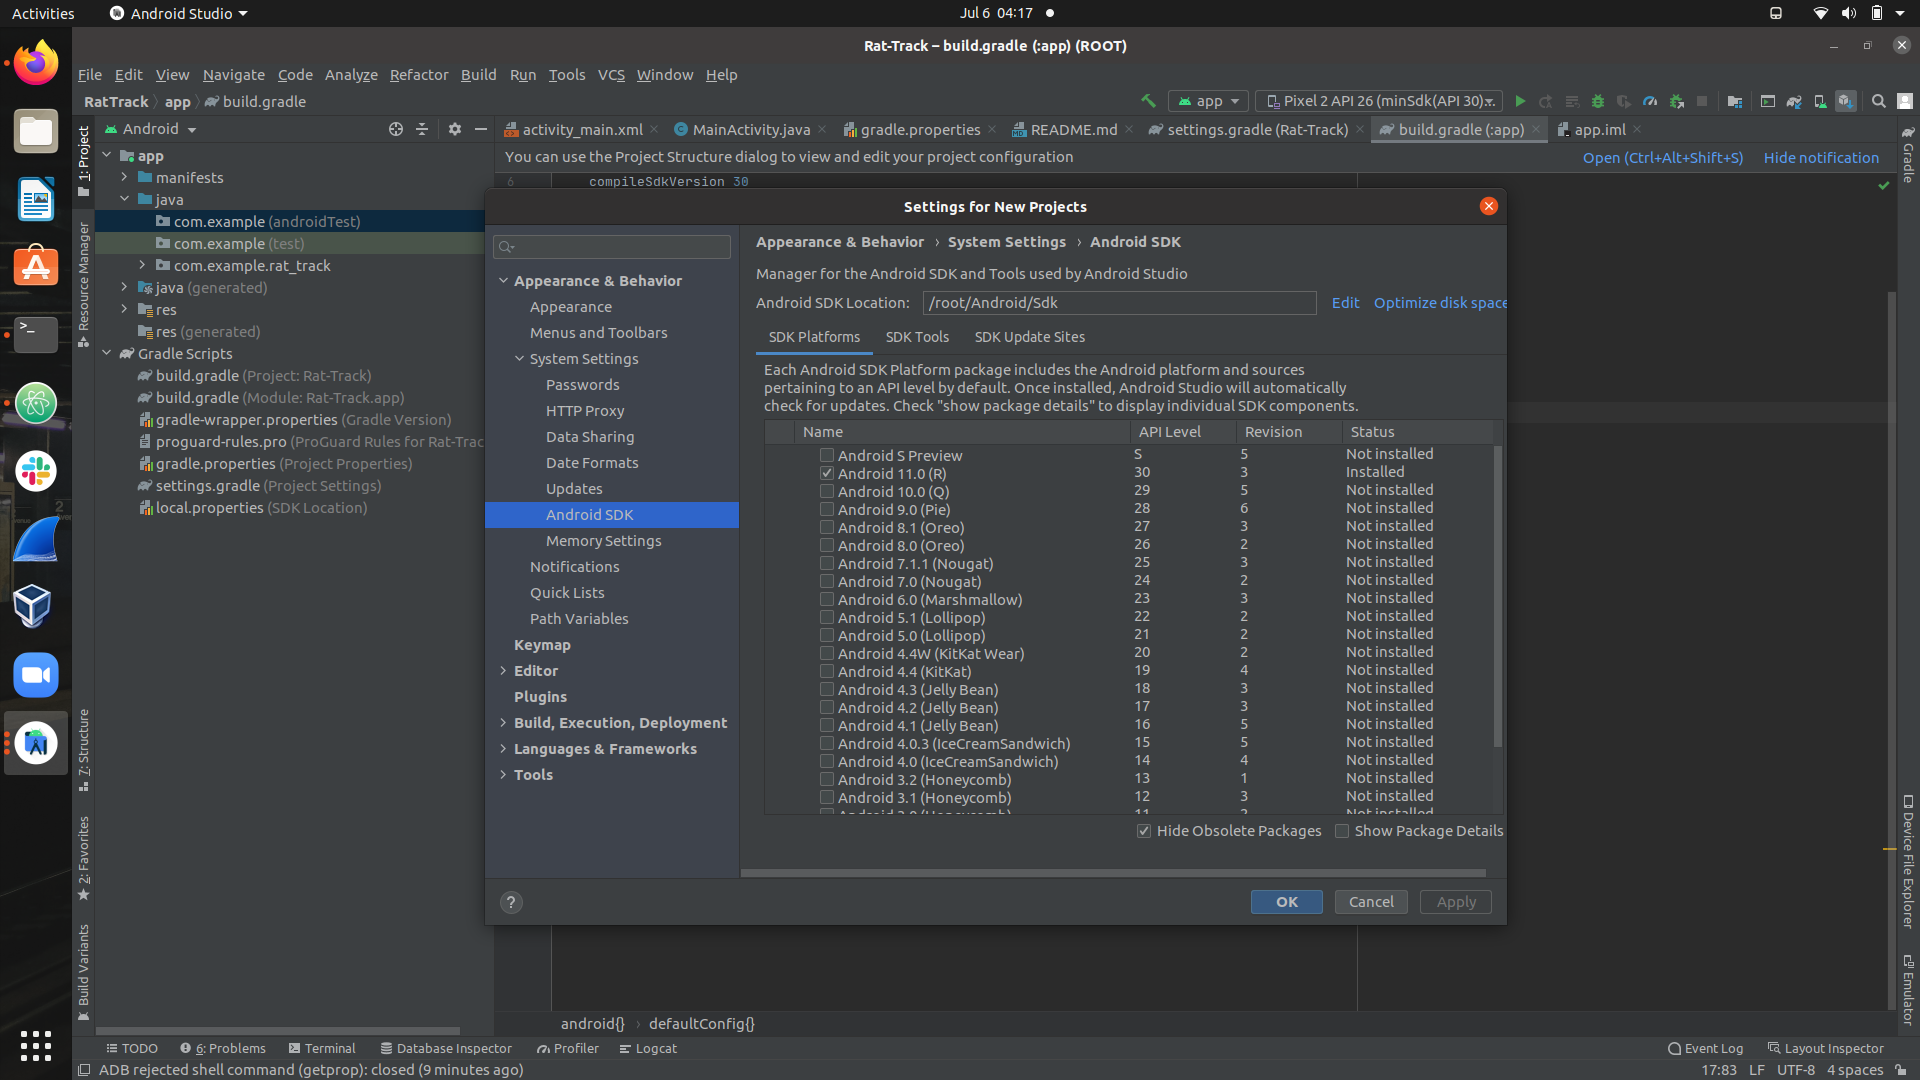 Activities
Android Studio
Jul 6 04:17
Rat-Track – build.gradle (:app) (ROOT)
File Edit View Navigate Code Analyze Refactor Build Run Tools VCS Window Help
RatTrack app build.gradle
app
Pixel 2 API 26 (minSdk(API 30)..
Android
activity_main.xml
MainActivity.java
gradle.properties
README.md
settings.gradle (Rat-Track)
build.gradle (:app)
app.iml
You can use the Project Structure dialog to view and edit your project configuration
Open (Ctrl+Alt+Shift+S)
Hide notification
6 compileSdkVersion 30
1: Project
Resource Manager
7: Structure
2: Favorites
Build Variants
app
manifests
java
com.example (androidTest)
com.example (test)
com.example.rat_track
java (generated)
res
res (generated)
Gradle Scripts
build.gradle (Project: Rat-Track)
build.gradle (Module: Rat-Track.app)
gradle-wrapper.properties (Gradle Version)
proguard-rules.pro (ProGuard Rules for Rat-Trac
gradle.properties (Project Properties)
settings.gradle (Project Settings)
local.properties (SDK Location)
Settings for New Projects
Appearance & Behavior
Appearance
Menus and Toolbars
System Settings
Passwords
HTTP Proxy
Data Sharing
Date Formats
Updates
Android SDK
Memory Settings
Notifications
Quick Lists
Path Variables
Keymap
Editor
Plugins
Build, Execution, Deployment
Languages & Frameworks
Tools
Appearance & Behavior › System Settings › Android SDK
Manager for the Android SDK and Tools used by Android Studio
Android SDK Location: /root/Android/Sdk Edit Optimize disk space
SDK Platforms SDK Tools SDK Update Sites
Each Android SDK Platform package includes the Android platform and sources
pertaining to an API level by default. Once installed, Android Studio will automatically
check for updates. Check "show package details" to display individual SDK components.
Name API Level Revision Status
Android S Preview S 5 Not installed
Android 11.0 (R) 30 3 Installed
Android 10.0 (Q) 29 5 Not installed
Android 9.0 (Pie) 28 6 Not installed
Android 8.1 (Oreo) 27 3 Not installed
Android 8.0 (Oreo) 26 2 Not installed
Android 7.1.1 (Nougat) 25 3 Not installed
Android 7.0 (Nougat) 24 2 Not installed
Android 6.0 (Marshmallow) 23 3 Not installed
Android 5.1 (Lollipop) 22 2 Not installed
Android 5.0 (Lollipop) 21 2 Not installed
Android 4.4W (KitKat Wear) 20 2 Not installed
Android 4.4 (KitKat) 19 4 Not installed
Android 4.3 (Jelly Bean) 18 3 Not installed
Android 4.2 (Jelly Bean) 17 3 Not installed
Android 4.1 (Jelly Bean) 16 5 Not installed
Android 4.0.3 (IceCreamSandwich) 15 5 Not installed
Android 4.0 (IceCreamSandwich) 14 4 Not installed
Android 3.2 (Honeycomb) 13 1 Not installed
Android 3.1 (Honeycomb) 12 3 Not installed
Hide Obsolete Packages Show Package Details
?
OK Cancel Apply
Gradle
Device File Explorer
Emulator
android{} › defaultConfig{}
TODO 6: Problems Terminal Database Inspector Profiler Logcat
Event Log Layout Inspector
ADB rejected shell command (getprop): closed (9 minutes ago)
17:83 LF UTF-8 4 spaces